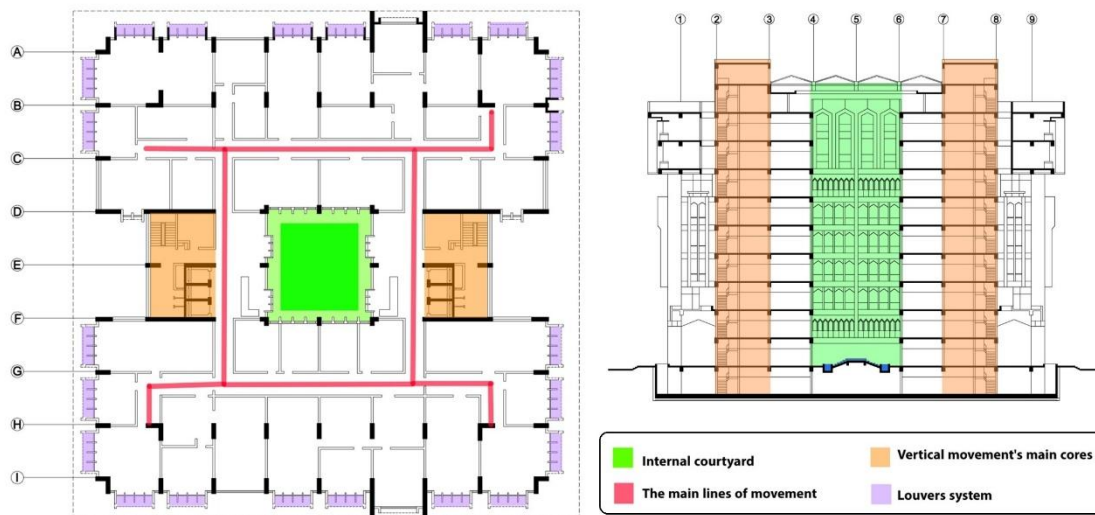 A
B
C
D
E
F
G
H
I
1 2 3 4 5 6 7 8 9
Internal courtyard
Vertical movement's main cores
The main lines of movement
Louvers system